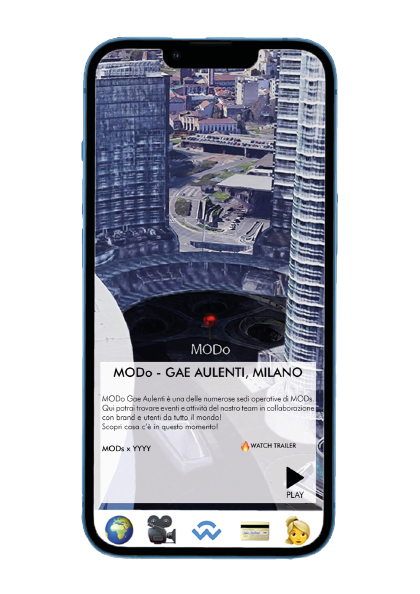 MODo
MODo - GAE AULENTI, MILANO
MODo Gae Aulenti è una delle numerose sedi operative di MODs.
Qui potrai trovare eventi e attività del nostro team in collaborazione
con brand e utenti da tutto il mondo!
Scopri cosa c'è in questo momento!
MODs x YYYY
🔥WATCH TRAILER
PLAY